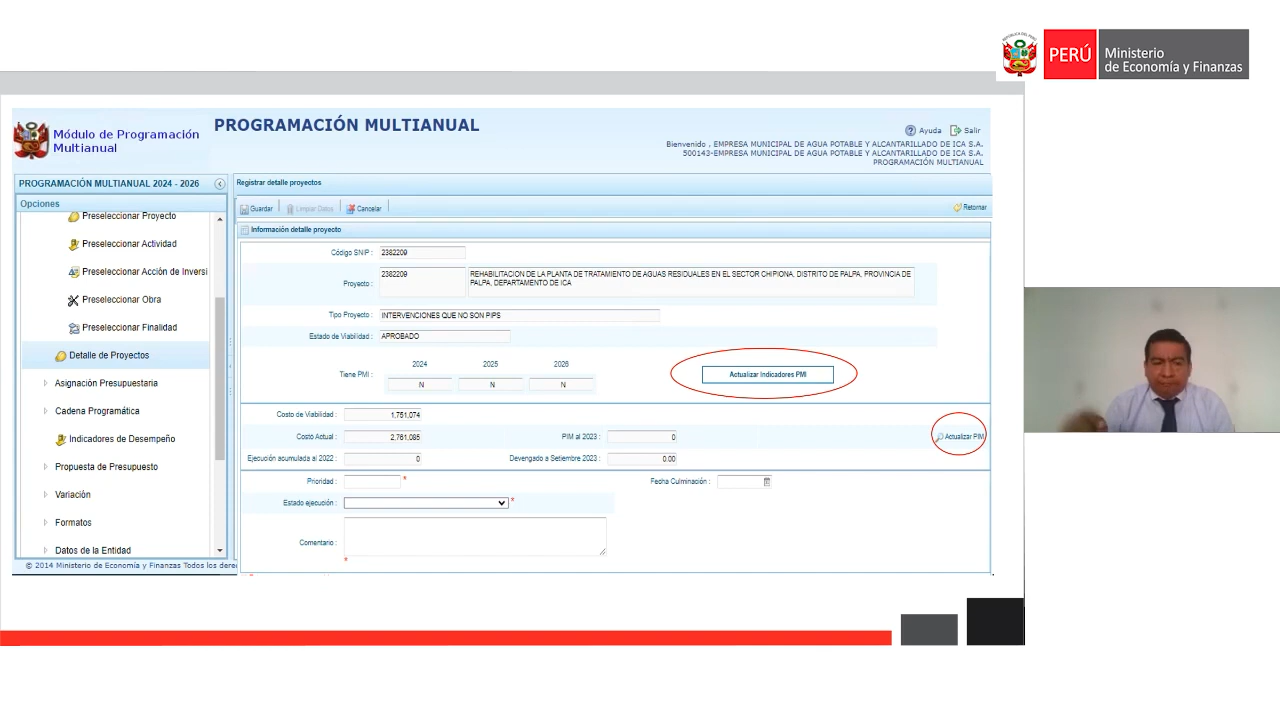 PERÚ
Ministerio
de Economía y Finanzas
Módulo de Programación
Multianual
PROGRAMACIÓN MULTIANUAL
Ayuda
Salir
Bienvenido , EMPRESA MUNICIPAL DE AGUA POTABLE Y ALCANTARILLADO DE ICA S.A.
500143-EMPRESA MUNICIPAL DE AGUA POTABLE Y ALCANTARILLADO DE ICA S.A.
PROGRAMACIÓN MULTIANUAL
PROGRAMACIÓN MULTIANUAL 2024 - 2026
Opciones
Preseleccionar Proyecto
Preseleccionar Actividad
Preseleccionar Acción de Inversi
Preseleccionar Obra
Preseleccionar Finalidad
Detalle de Proyectos
Asignación Presupuestaria
Cadena Programática
Indicadores de Desempeño
Propuesta de Presupuesto
Variación
Formatos
Datos de la Entidad
© 2014 Ministerio de Economía y Finanzas Todos los dere
Registrar detalle proyectos
Guardar
Limpiar Datos
Cancelar
Retornar
Información detalle proyecto
Código SNIP : 2382209
Proyecto : 2382209 REHABILITACION DE LA PLANTA DE TRATAMIENTO DE AGUAS RESIDUALES EN EL SECTOR CHIPIONA. DISTRITO DE PALPA, PROVINCIA DE
PALPA, DEPARTAMENTO DE ICA
Tipo Proyecto : INTERVENCIONES QUE NO SON PIPS
Estado de Viabilidad : APROBADO
2024 2025 2026
Tiene PMI : N N N
Actualizar Indicadores PMI
Costo de Viabilidad : 1,751,074
Costo Actual : 2,761,085 PIM al 2023 : 0 Actualizar PIM
Ejecución acumulada al 2022 : 0 Devengado a Setiembre 2023 : 0.00
Prioridad : * Fecha Culminación :
Estado ejecución : *
Comentario :
*